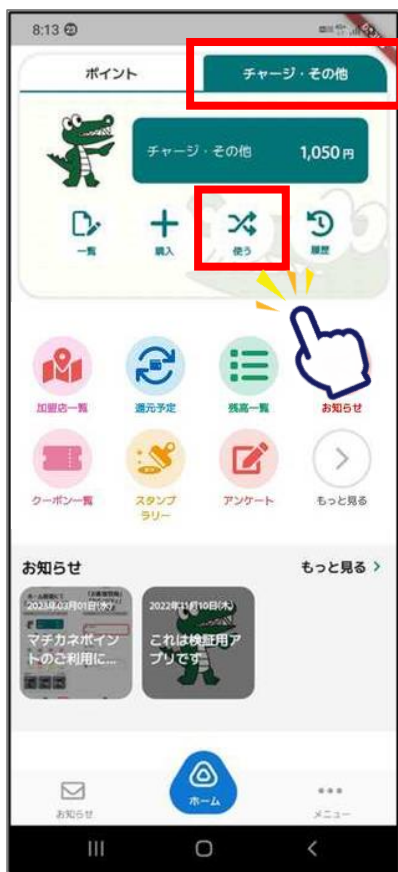 8:13
ポイント
チャージ・その他
チャージ・その他 1,050 円
一覧
購入
使う
履歴
加盟店一覧
還元予定
残高一覧
お知らせ
クーポン一覧
スタンプ
ラリー
アンケート
もっと見る
お知らせ
もっと見る
2023年03月01日(水)
マチカネポイン
トのご利用に...
2022年11月10日(木)
これは検証用ア
プリです
お知らせ
ホーム
メニュー